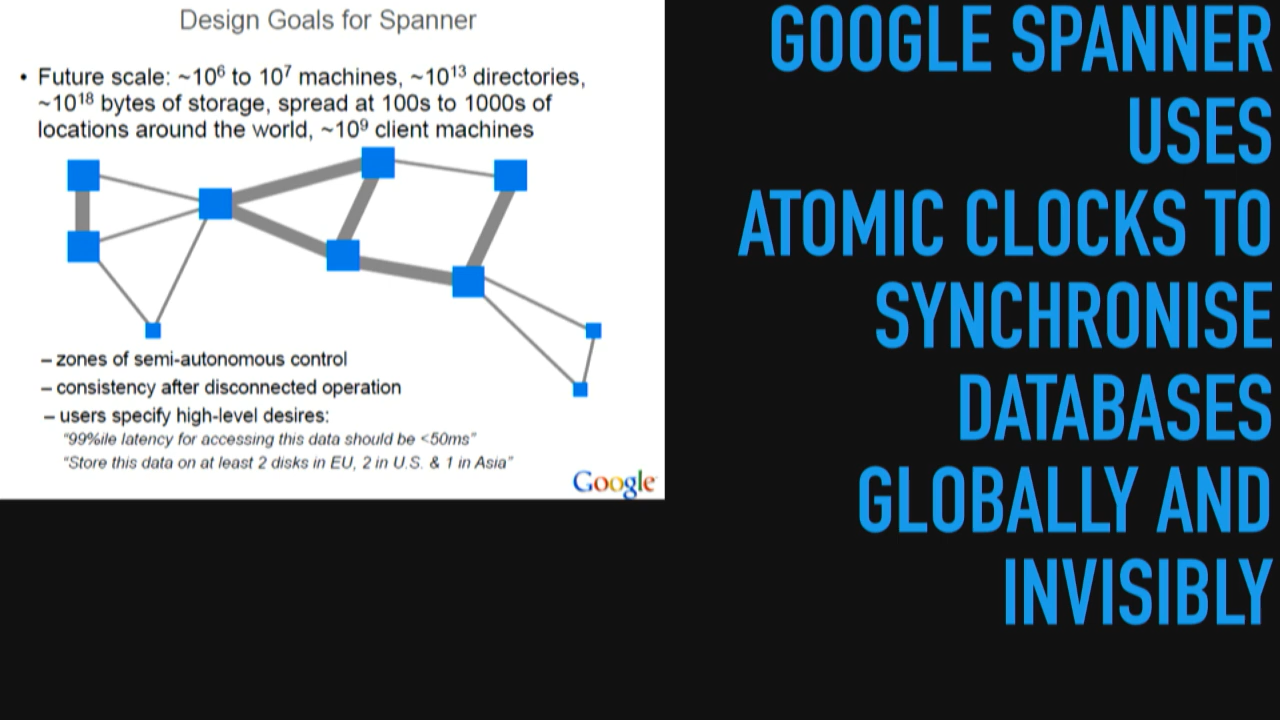 Design Goals for Spanner
• Future scale: ~10⁶ to 10⁷ machines, ~10¹³ directories,
~10¹⁸ bytes of storage, spread at 100s to 1000s of
locations around the world, ~10⁹ client machines
– zones of semi-autonomous control
– consistency after disconnected operation
– users specify high-level desires:
"99%ile latency for accessing this data should be <50ms"
"Store this data on at least 2 disks in EU, 2 in U.S. & 1 in Asia"
Google
GOOGLE SPANNER
USES
ATOMIC CLOCKS TO
SYNCHRONISE
DATABASES
GLOBALLY AND
INVISIBLY